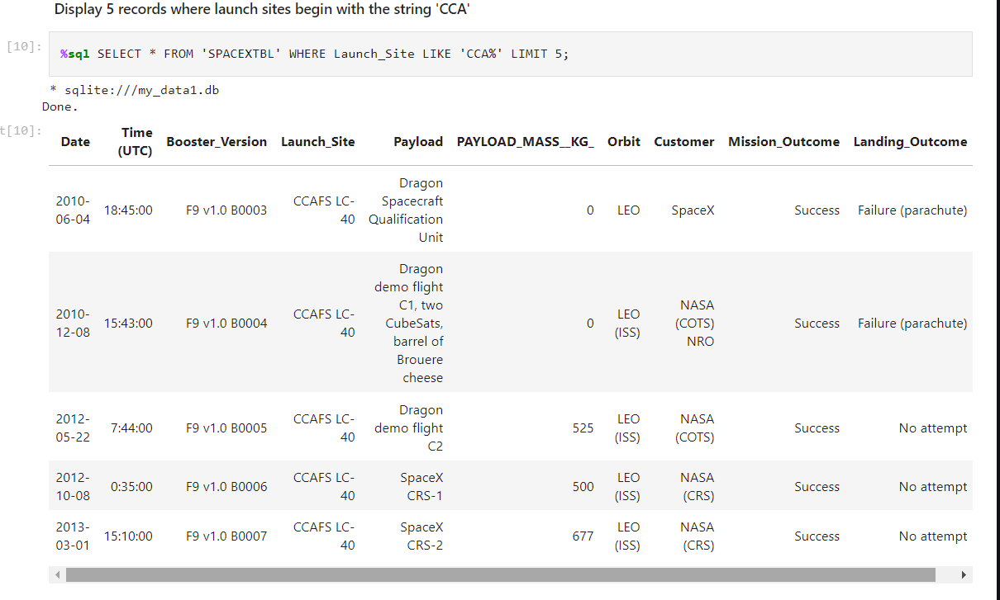 Display 5 records where launch sites begin with the string 'CCA'
[10]: %sql SELECT * FROM 'SPACEXTBL' WHERE Launch_Site LIKE 'CCA%' LIMIT 5;
* sqlite:///my_data1.db
Done.
t[10]:
Date Time (UTC) Booster_Version Launch_Site Payload PAYLOAD_MASS__KG_ Orbit Customer Mission_Outcome Landing_Outcome
2010-06-04 18:45:00 F9 v1.0 B0003 CCAFS LC-40 Dragon Spacecraft Qualification Unit 0 LEO SpaceX Success Failure (parachute)
2010-12-08 15:43:00 F9 v1.0 B0004 CCAFS LC-40 Dragon demo flight C1, two CubeSats, barrel of Brouere cheese 0 LEO (ISS) NASA (COTS) NRO Success Failure (parachute)
2012-05-22 7:44:00 F9 v1.0 B0005 CCAFS LC-40 Dragon demo flight C2 525 LEO (ISS) NASA (COTS) Success No attempt
2012-10-08 0:35:00 F9 v1.0 B0006 CCAFS LC-40 SpaceX CRS-1 500 LEO (ISS) NASA (CRS) Success No attempt
2013-03-01 15:10:00 F9 v1.0 B0007 CCAFS LC-40 SpaceX CRS-2 677 LEO (ISS) NASA (CRS) Success No attempt